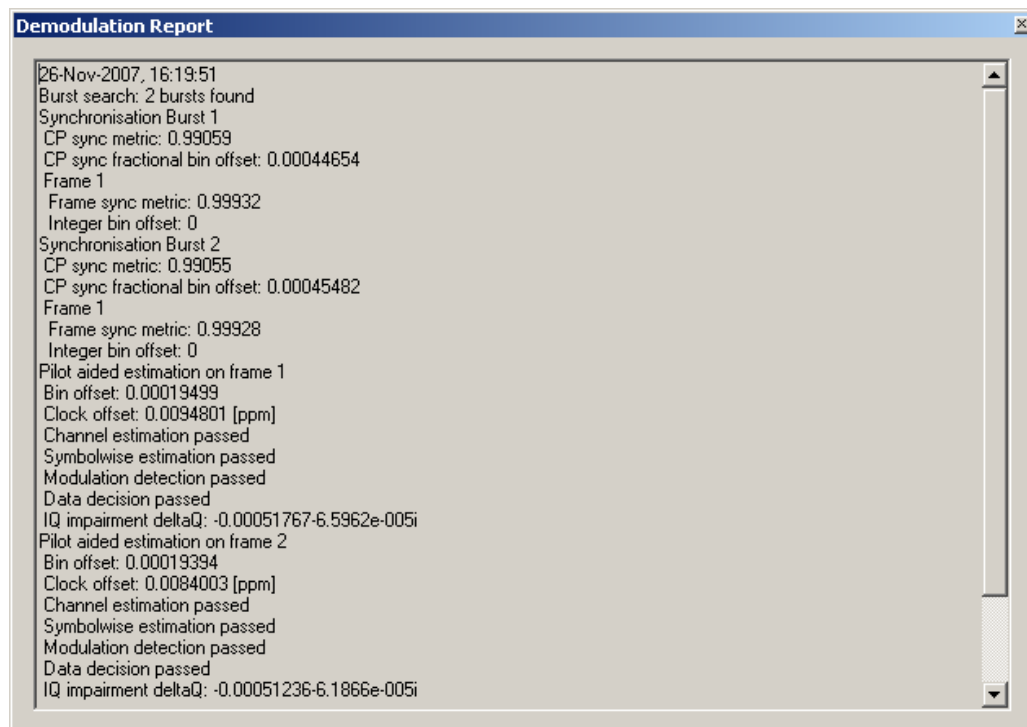 Demodulation Report
26-Nov-2007, 16:19:51
Burst search: 2 bursts found
Synchronisation Burst 1
CP sync metric: 0.99059
CP sync fractional bin offset: 0.00044654
Frame 1
Frame sync metric: 0.99932
Integer bin offset: 0
Synchronisation Burst 2
CP sync metric: 0.99055
CP sync fractional bin offset: 0.00045482
Frame 1
Frame sync metric: 0.99928
Integer bin offset: 0
Pilot aided estimation on frame 1
Bin offset: 0.00019499
Clock offset: 0.0094801 [ppm]
Channel estimation passed
Symbolwise estimation passed
Modulation detection passed
Data decision passed
IQ impairment deltaQ: -0.00051767-6.5962e-005i
Pilot aided estimation on frame 2
Bin offset: 0.00019394
Clock offset: 0.0084003 [ppm]
Channel estimation passed
Symbolwise estimation passed
Modulation detection passed
Data decision passed
IQ impairment deltaQ: -0.00051236-6.1866e-005i